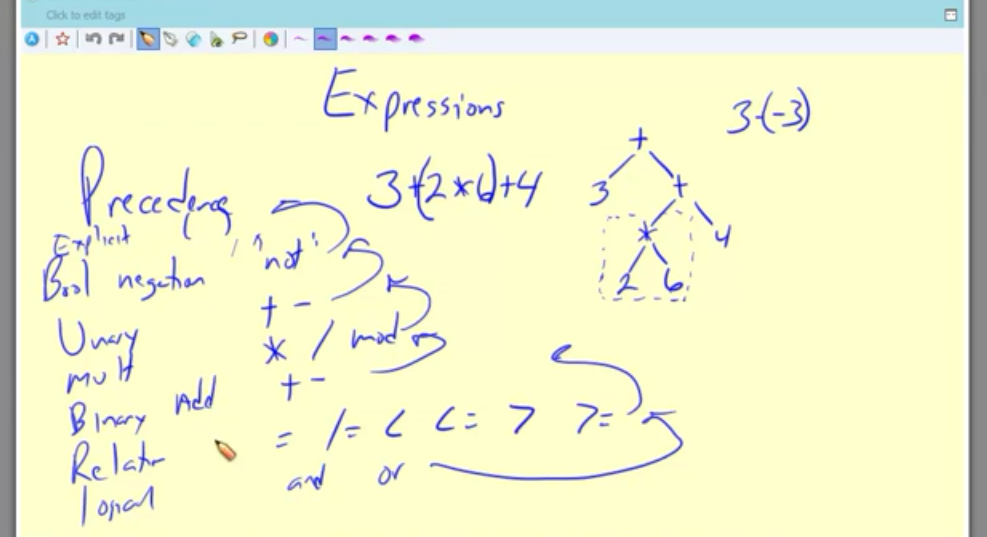 Click to edit tags
Expressions
3-(-3)
Precedence
3+(2*6)+4
+
3 +
* 4
2 6
Explicit
Bool negation "not"
Unary + -
mult * / mod
Binary Add + -
= /= < <= > >=
Relatn
logical and or